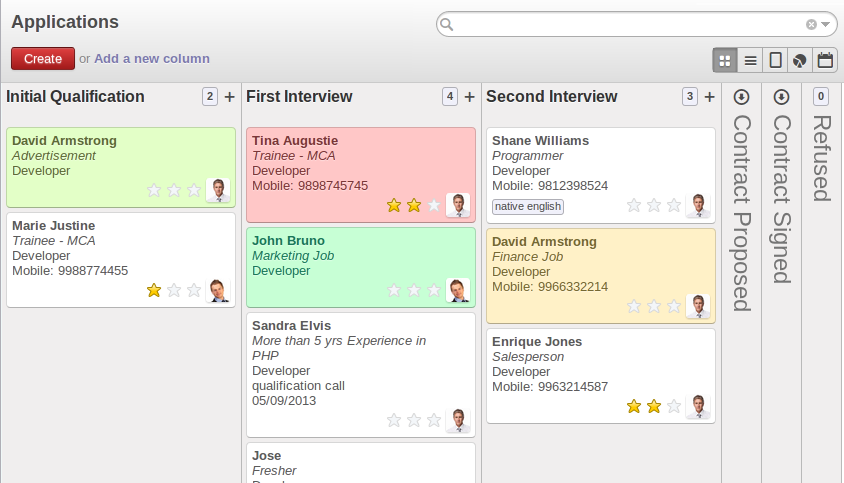 Applications
Create or Add a new column
Initial Qualification 2 +
David Armstrong
Advertisement
Developer
Marie Justine
Trainee - MCA
Developer
Mobile: 9988774455
First Interview 4 +
Tina Augustie
Trainee - MCA
Developer
Mobile: 9898745745
John Bruno
Marketing Job
Developer
Sandra Elvis
More than 5 yrs Experience in
PHP
Developer
qualification call
05/09/2013
Jose
Fresher
Second Interview 3 +
Shane Williams
Programmer
Developer
Mobile: 9812398524
native english
David Armstrong
Finance Job
Developer
Mobile: 9966332214
Enrique Jones
Salesperson
Developer
Mobile: 9963214587
Contract Proposed
Contract Signed
0
Refused